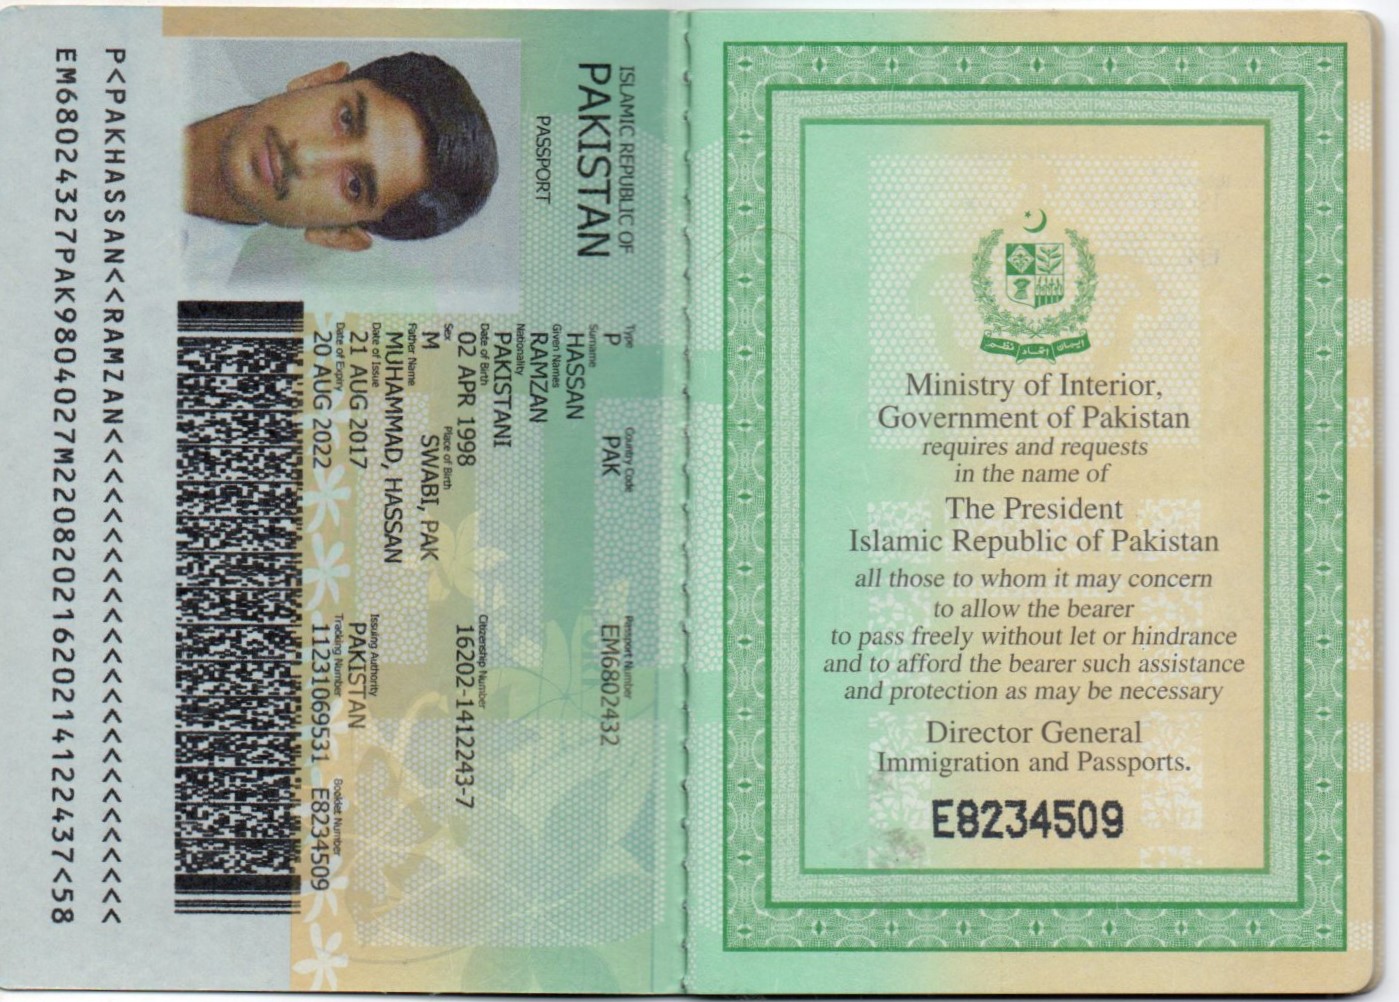 ISLAMIC REPUBLIC OF
PAKISTAN
PASSPORT
Type Country Code Passport Number
P PAK EM6802432
Surname
HASSAN
Given Names
RAMZAN
Nationality
PAKISTANI
Date of Birth Citizenship Number
02 APR 1998 16202-1412243-7
Sex Place of Birth
M SWABI, PAK
Father Name
MUHAMMAD, HASSAN
Date of Issue Issuing Authority
21 AUG 2017 PAKISTAN
Date of Expiry Tracking Number Booklet Number
20 AUG 2022 11231069531 E8234509
P<PAKHASSAN<<RAMZAN<<<<<<<<<<<<<<<<<<<<<<<<<
EM68024327PAK9804027M22082021620214122437<58
ایمان اتحاد نظم
Ministry of Interior,
Government of Pakistan
requires and requests
in the name of
The President
Islamic Republic of Pakistan
all those to whom it may concern
to allow the bearer
to pass freely without let or hindrance
and to afford the bearer such assistance
and protection as may be necessary
Director General
Immigration and Passports.
E8234509